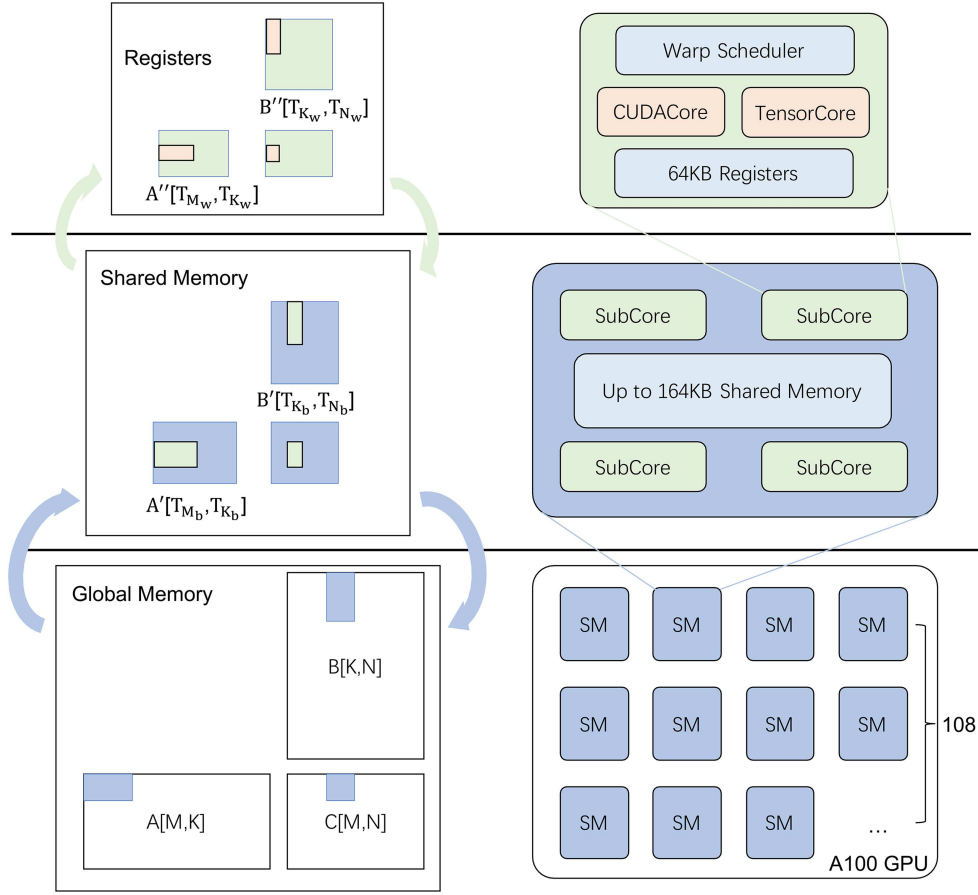 Registers
B''[T_{K_w},T_{N_w}]
A''[T_{M_w},T_{K_w}]
Warp Scheduler
CUDACore
TensorCore
64KB Registers
Shared Memory
B'[T_{K_b},T_{N_b}]
A'[T_{M_b},T_{K_b}]
SubCore
SubCore
Up to 164KB Shared Memory
SubCore
SubCore
Global Memory
B[K,N]
A[M,K]
C[M,N]
SM
SM
SM
SM
SM
SM
SM
SM
108
SM
SM
SM
...
A100 GPU